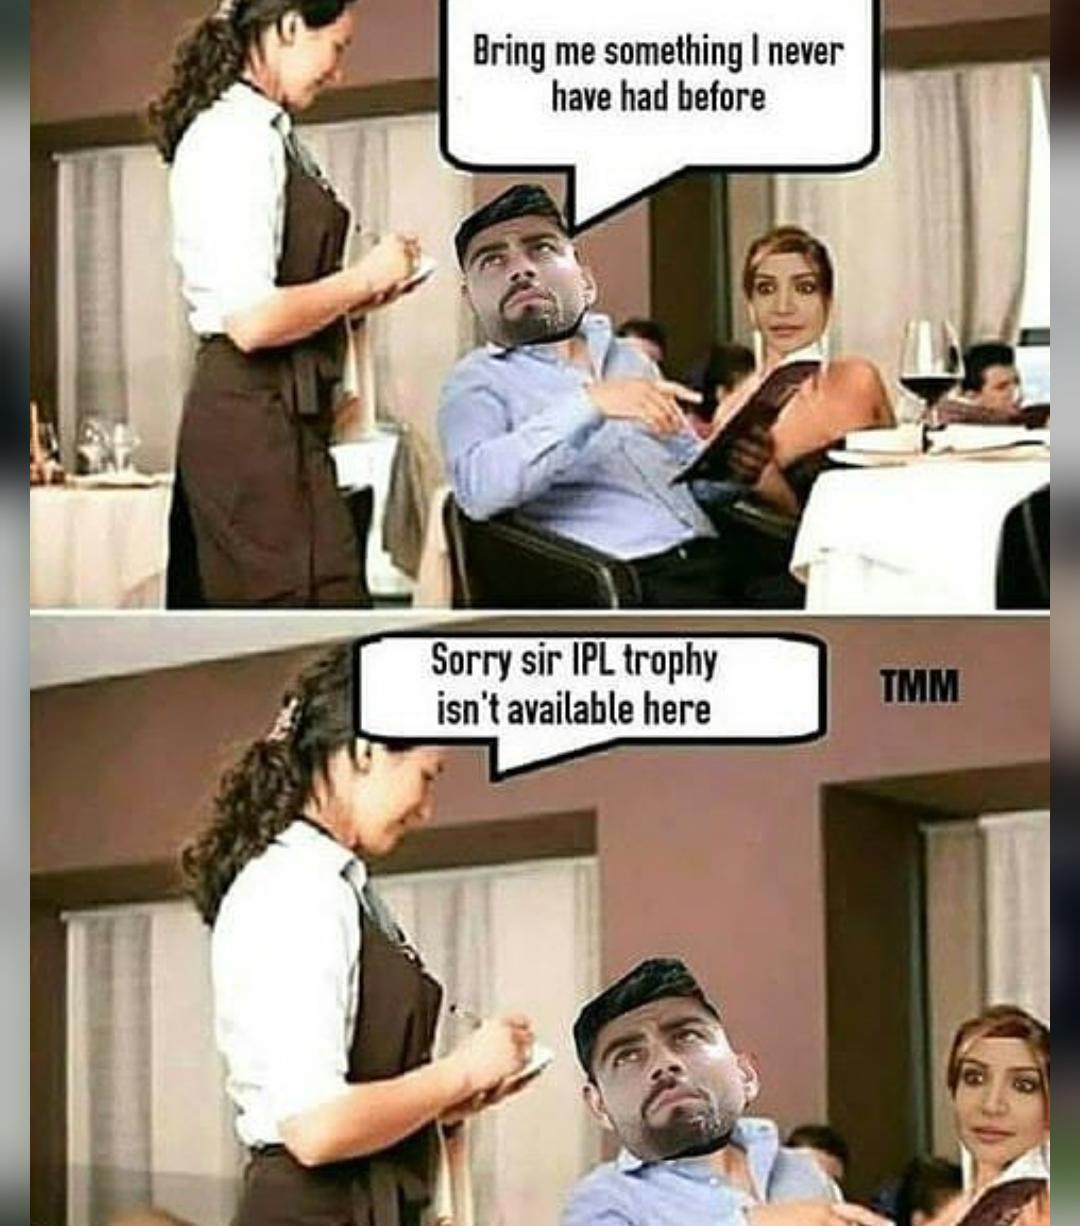 Bring me something I never
have had before
Sorry sir IPL trophy
isn't available here
TMM